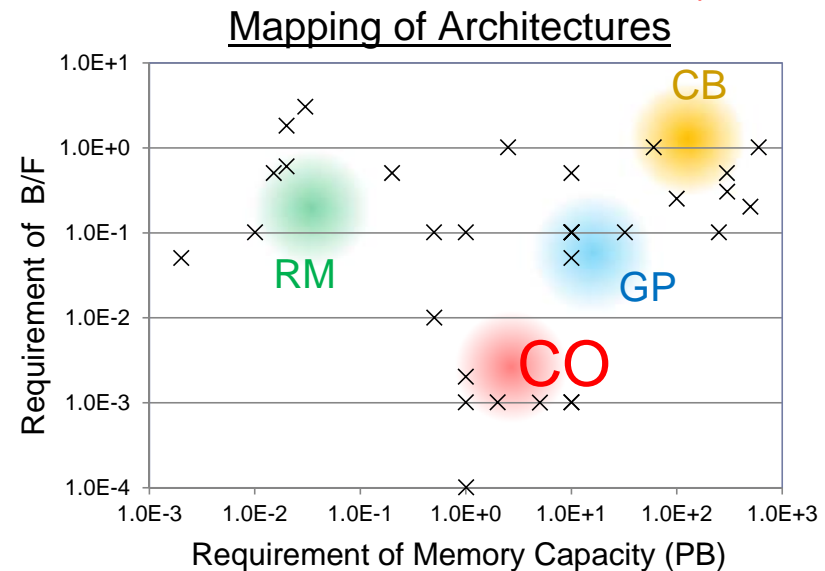 Mapping of Architectures
1.0E+1
1.0E+0
1.0E-1
1.0E-2
1.0E-3
1.0E-4
Requirement of B/F
CB
RM
GP
CO
1.0E-3 1.0E-2 1.0E-1 1.0E+0 1.0E+1 1.0E+2 1.0E+3
Requirement of Memory Capacity (PB)